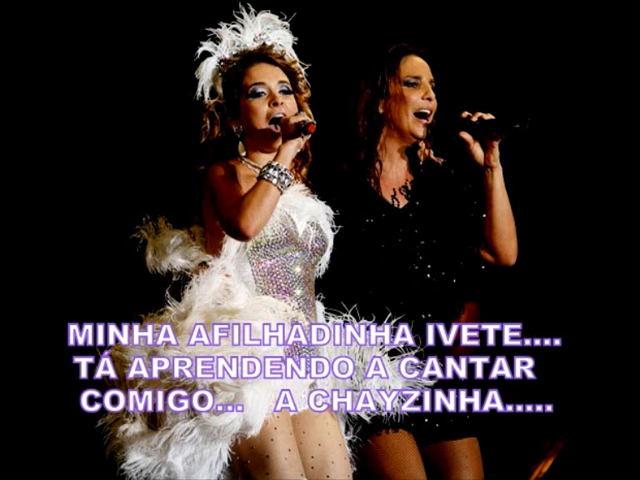 MINHA AFILHADINHA IVETE....
TÁ APRENDENDO A CANTAR
COMIGO... A CHAYZINHA.....